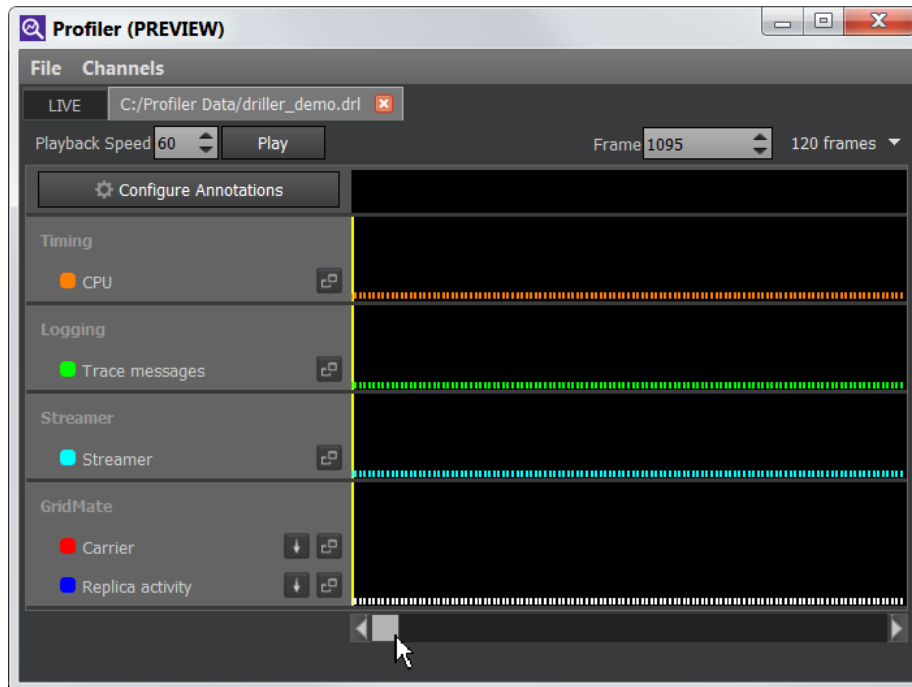 Profiler (PREVIEW)
File Channels
LIVE C:/Profiler Data/driller_demo.drl
Playback Speed 60 Play Frame 1095 120 frames
Configure Annotations
Timing
CPU
Logging
Trace messages
Streamer
Streamer
GridMate
Carrier
Replica activity